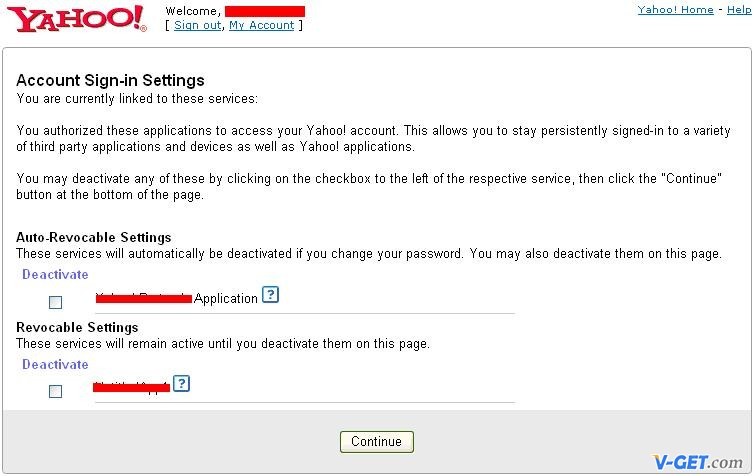 YAHOO!® Welcome, Yahoo! Home - Help
[ Sign out, My Account ]
Account Sign-in Settings
You are currently linked to these services:
You authorized these applications to access your Yahoo! account. This allows you to stay persistently signed-in to a variety
of third party applications and devices as well as Yahoo! applications.
You may deactivate any of these by clicking on the checkbox to the left of the respective service, then click the "Continue"
button at the bottom of the page.
Auto-Revocable Settings
These services will automatically be deactivated if you change your password. You may also deactivate them on this page.
Deactivate
Application ?
Revocable Settings
These services will remain active until you deactivate them on this page.
Deactivate
?
Continue
V-GET.com